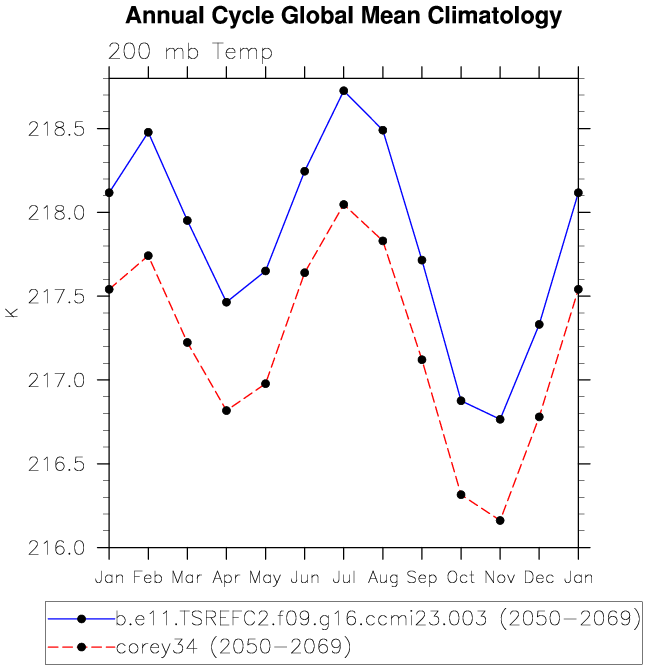 Annual Cycle Global Mean Climatology
200 mb Temp
218.5
218.0
217.5
217.0
216.5
216.0
K
Jan Feb Mar Apr May Jun Jul Aug Sep Oct Nov Dec Jan
b.e11.TSREFC2.f09.g16.ccmi23.003 (2050-2069)
corey34 (2050-2069)